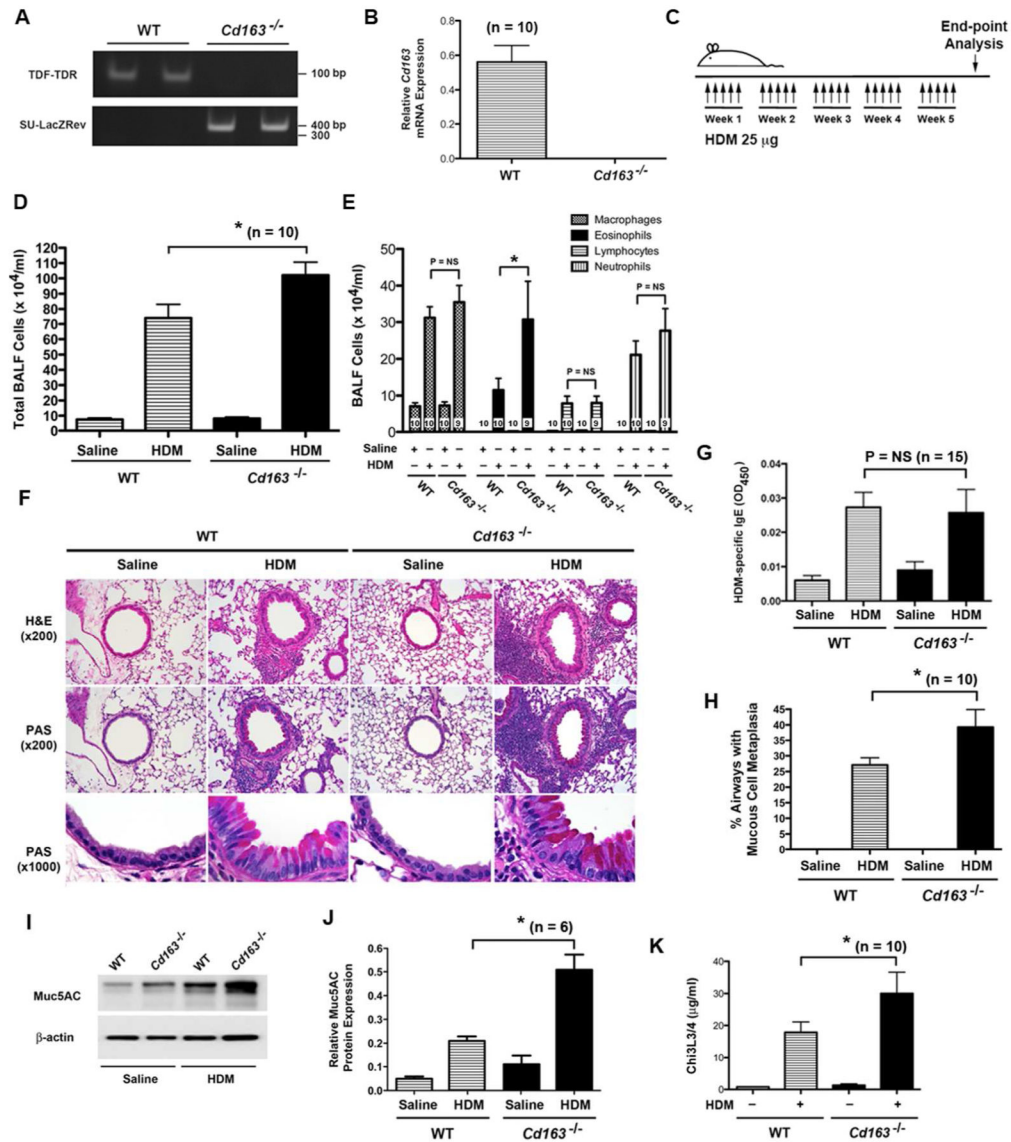 A
WT
Cd163-/-
TDF-TDR
100 bp
SU-LacZRev
400 bp
300
B
(n = 10)
Relative Cd163
mRNA Expression
0.8
0.6
0.4
0.2
0.0
WT
Cd163-/-
C
End-point
Analysis
Week 1 Week 2 Week 3 Week 4 Week 5
HDM 25 μg
D
* (n = 10)
Total BALF Cells (x 10⁴/ml)
120
110
100
90
80
70
60
50
40
30
20
10
0
Saline HDM Saline HDM
WT Cd163 -/-
E
Macrophages
Eosinophils
Lymphocytes
Neutrophils
BALF Cells (x 10⁴/ml)
50
40
30
20
10
0
P = NS
*
P = NS
P = NS
10 10 10 9 10 10 10 9 10 10 10 9 10 10 10 9
Saline + – + – + – + – + – + – + – + –
HDM – + – + – + – + – + – + – + – +
WT Cd163-/- WT Cd163-/- WT Cd163-/- WT Cd163-/-
F
WT
Cd163 -/-
Saline HDM Saline HDM
H&E
(x200)
PAS
(x200)
PAS
(x1000)
G
P = NS (n = 15)
HDM-specific IgE (OD450)
0.04
0.03
0.02
0.01
0.00
Saline HDM Saline HDM
WT Cd163-/-
H
* (n = 10)
% Airways with
Mucous Cell Metaplasia
45
40
35
30
25
20
15
10
5
0
Saline HDM Saline HDM
WT Cd163-/-
I
WT Cd163-/- WT Cd163-/-
Muc5AC
β-actin
Saline HDM
J
* (n = 6)
Relative Muc5AC
Protein Expression
0.6
0.5
0.4
0.3
0.2
0.1
0.0
Saline HDM Saline HDM
WT Cd163-/-
K
* (n = 10)
Chi3L3/4 (μg/ml)
40
30
20
10
0
HDM – + – +
WT Cd163-/-